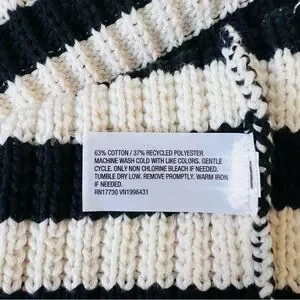 63% COTTON / 37% RECYCLED POLYESTER
MACHINE WASH COLD WITH LIKE COLORS. GENTLE
CYCLE. ONLY NON CHLORINE BLEACH IF NEEDED.
TUMBLE DRY LOW. REMOVE PROMPTLY. WARM IRON
IF NEEDED.
RN17730 VN1996431